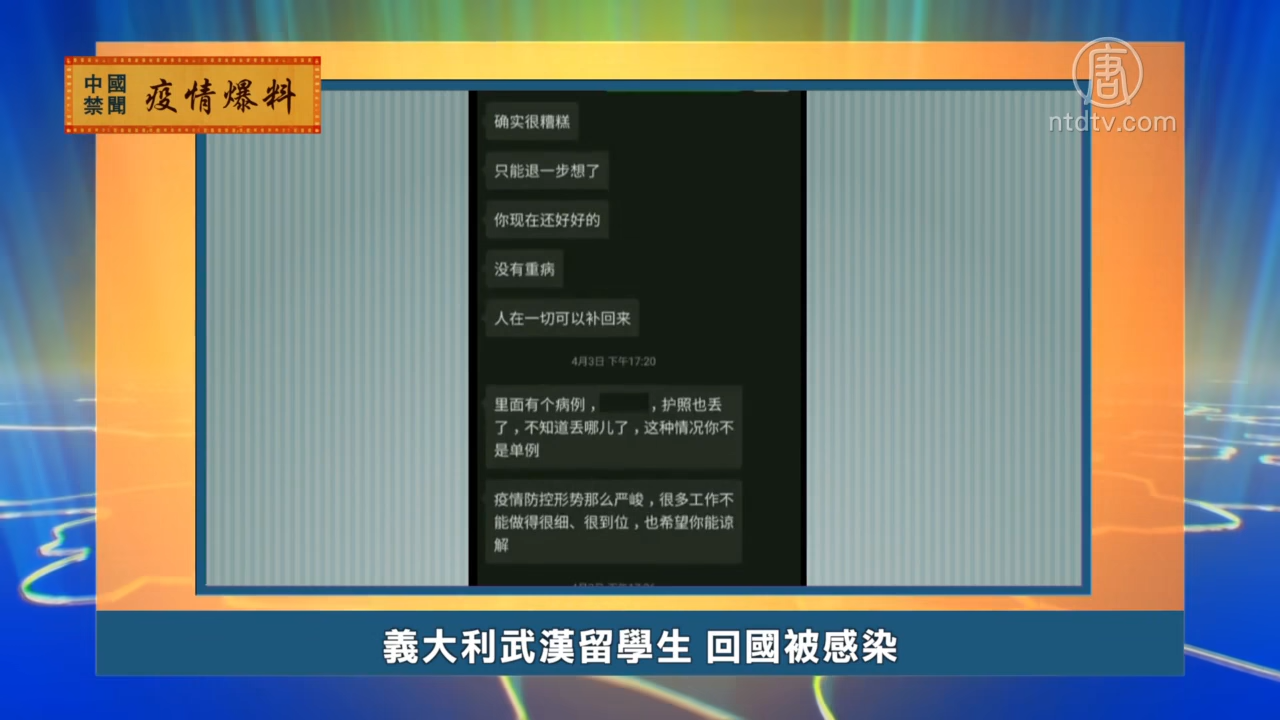 中國
禁聞
疫情爆料
唐
ntdtv.com
确实很糟糕
只能退一步想了
你现在还好好的
没有重病
人在一切可以补回来
4月3日 下午17:20
里面有个病例，，护照也丢
了，不知道丢哪儿了，这种情况你不
是单例
疫情防控形势那么严峻，很多工作不
能做得很细、很到位，也希望你能谅
解
義大利武漢留學生 回國被感染